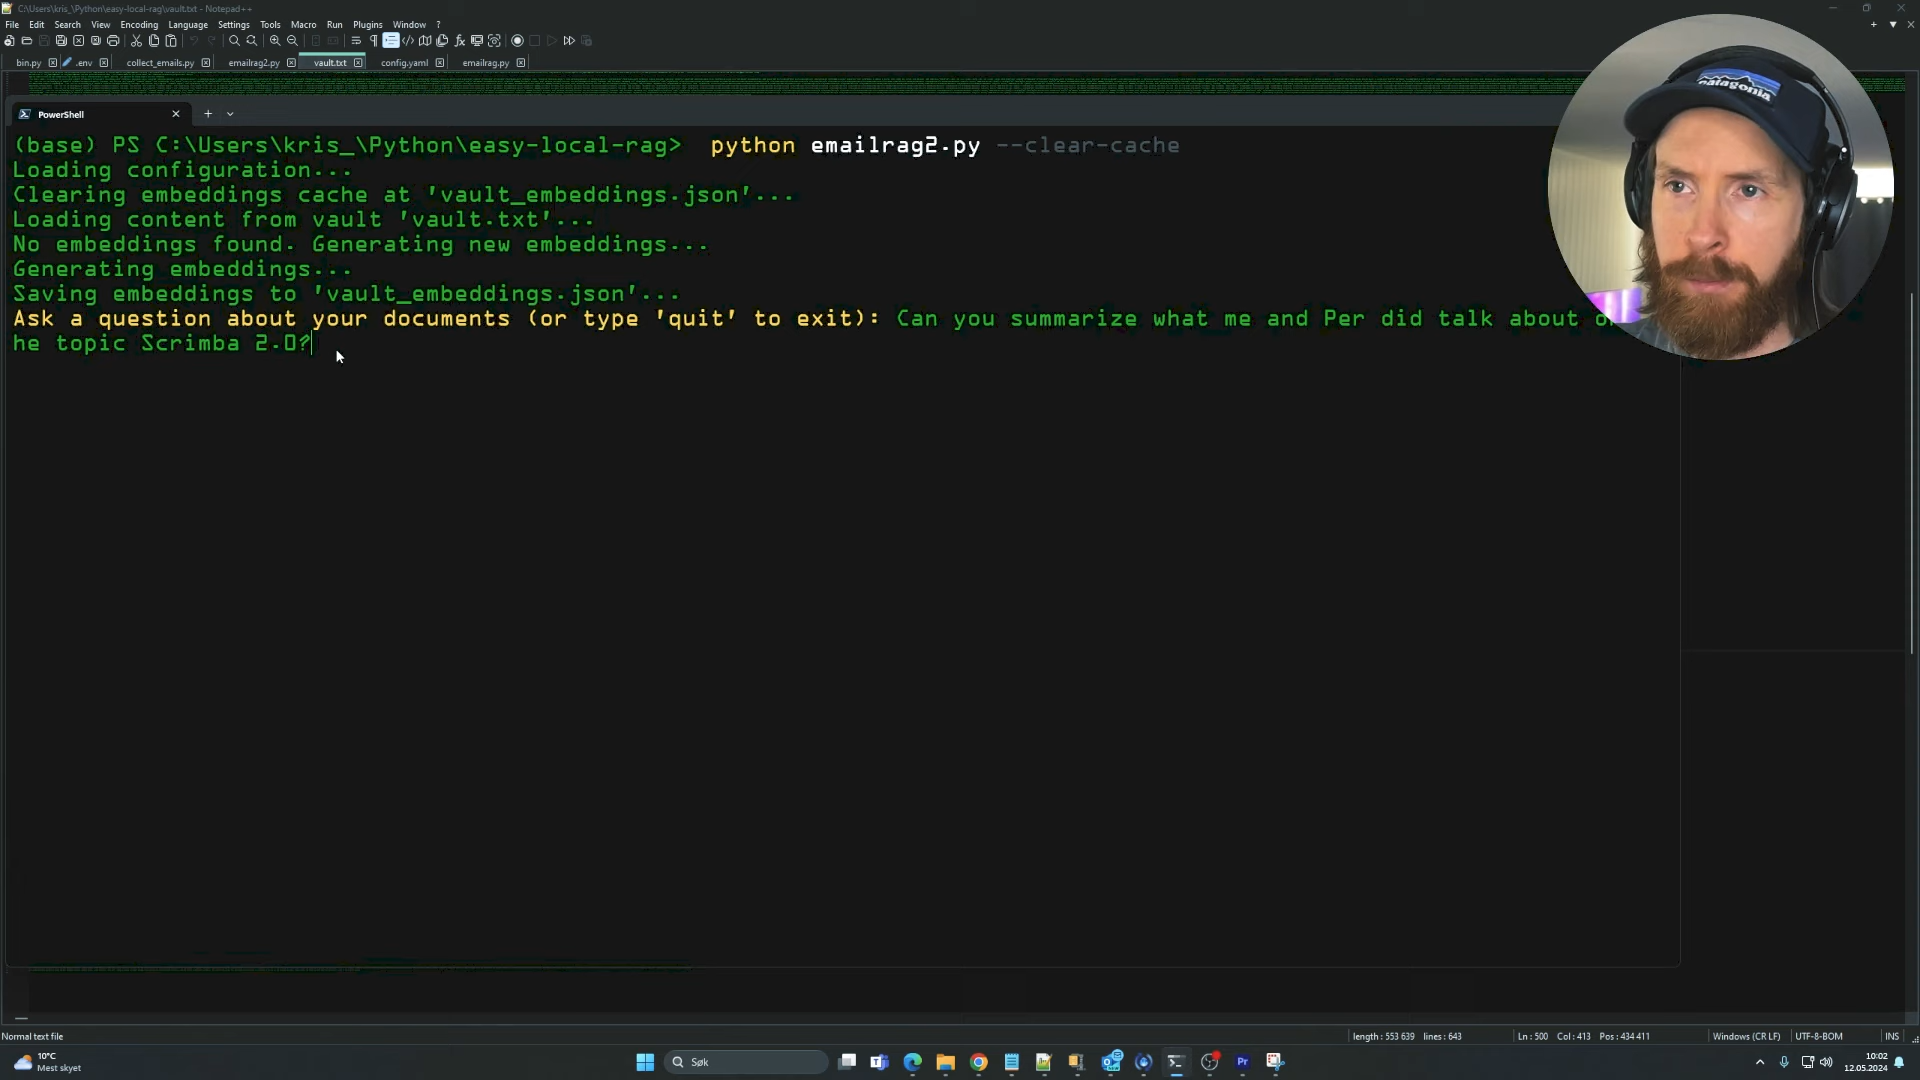 C:\Users\kris_\Python\easy-local-rag\vault.txt - Notepad++
File Edit Search View Encoding Language Settings Tools Macro Run Plugins Window ?
bin.py .env collect_emails.py emailrag2.py vault.txt config.yaml emailrag.py
PowerShell
(base) PS C:\Users\kris_\Python\easy-local-rag> python emailrag2.py --clear-cache
Loading configuration...
Clearing embeddings cache at 'vault_embeddings.json'...
Loading content from vault 'vault.txt'...
No embeddings found. Generating new embeddings...
Generating embeddings...
Saving embeddings to 'vault_embeddings.json'...
Ask a question about your documents (or type 'quit' to exit): Can you summarize what me and Per did talk about
he topic Scrimba 2.0?
patagonia
Normal text file
length : 553 639 lines : 643
Ln : 500 Col : 413 Pos : 434 411
Windows (CR LF)
UTF-8-BOM
INS
10°C
Mest skyet
Søk
10:02
12.05.2024